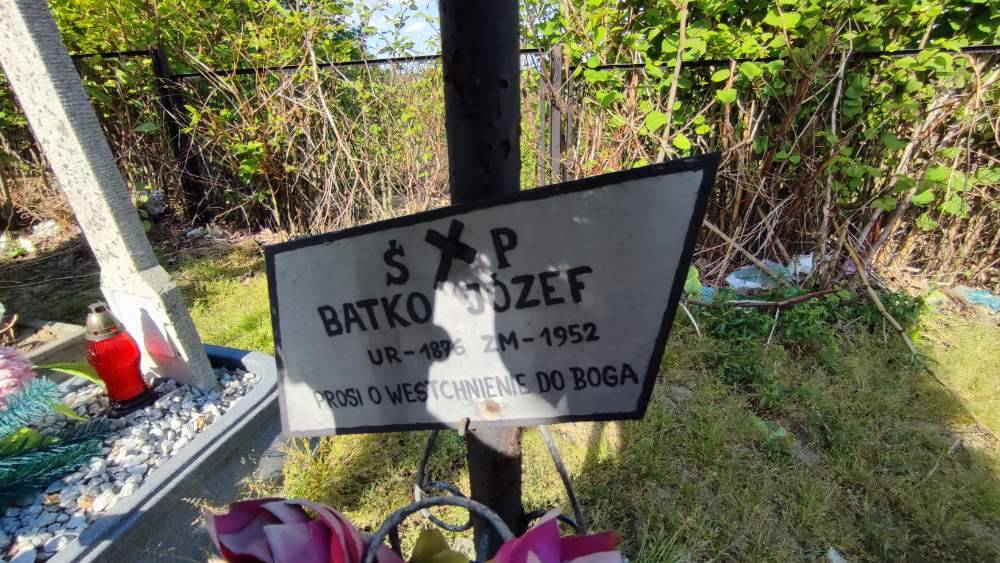 Ś P
BATKO JÓZEF
UR-1876 ZM-1952
PROSI O WESTCHNIENIE DO BOGA